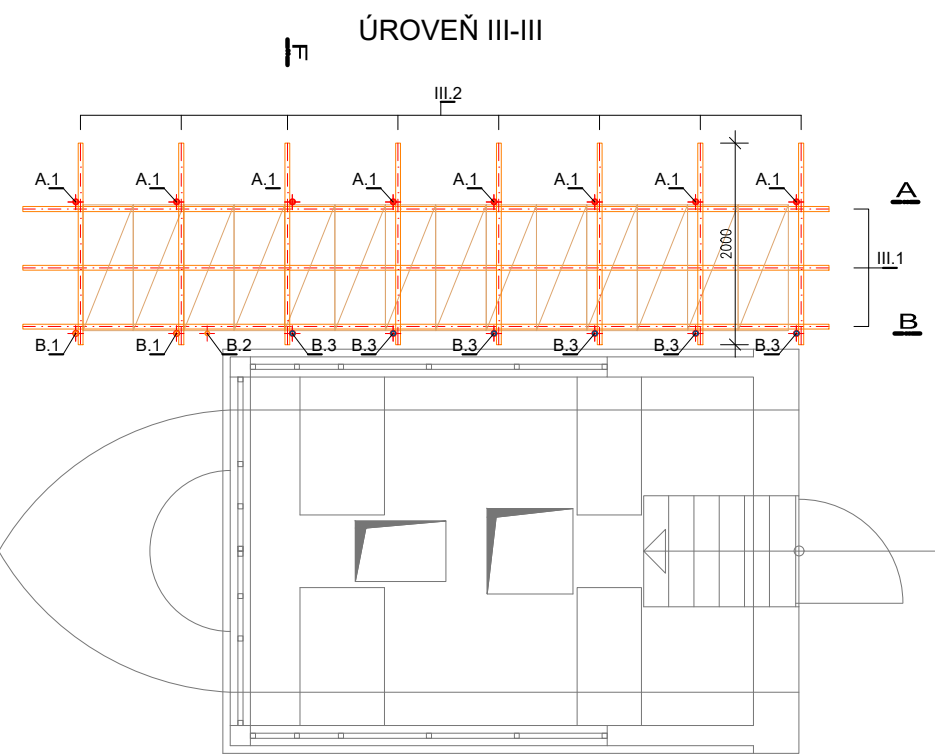 ÚROVEŇ III-III
F
III.2
A.1 A.1 A.1 A.1 A.1 A.1 A.1 A.1
A
2000
III.1
B
B.1 B.1 B.2 B.3 B.3 B.3 B.3 B.3 B.3